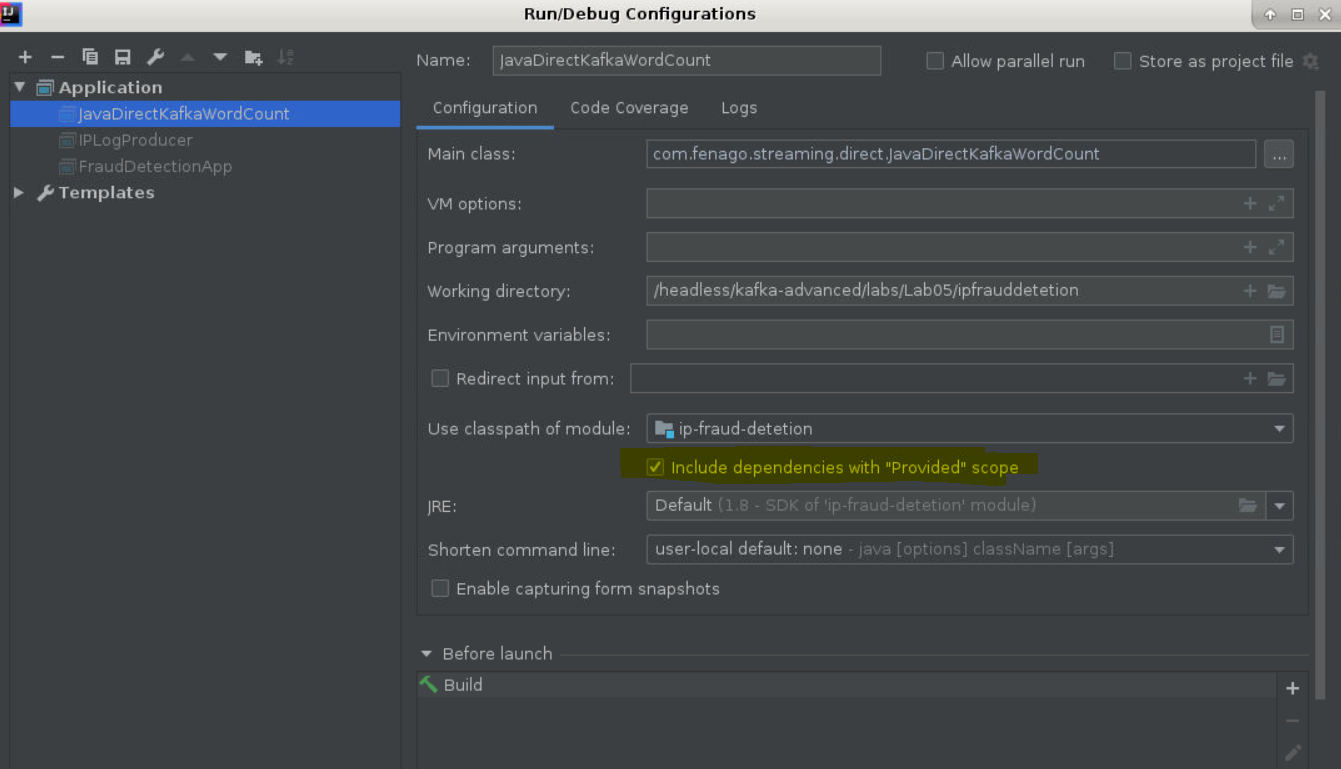 IJ
Run/Debug Configurations
Name: JavaDirectKafkaWordCount Allow parallel run Store as project file
Application
JavaDirectKafkaWordCount
IPLogProducer
FraudDetectionApp
Templates
Configuration Code Coverage Logs
Main class: com.fenago.streaming.direct.JavaDirectKafkaWordCount ...
VM options:
Program arguments:
Working directory: /headless/kafka-advanced/labs/Lab05/ipfrauddetetion
Environment variables:
Redirect input from:
Use classpath of module: ip-fraud-detetion
Include dependencies with "Provided" scope
JRE: Default (1.8 - SDK of 'ip-fraud-detetion' module)
Shorten command line: user-local default: none - java [options] className [args]
Enable capturing form snapshots
Before launch
Build